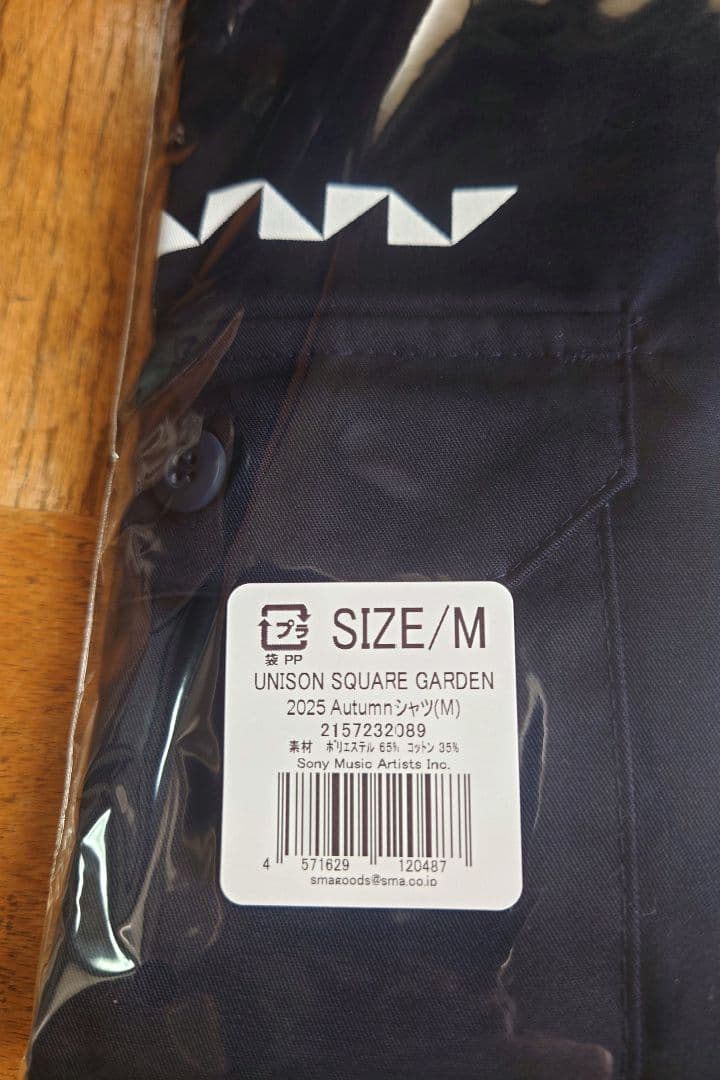 プラ SIZE/M
袋 PP
UNISON SQUARE GARDEN
2025 Autumnシャツ(M)
2157232089
素材 ポリエステル 65% コットン 35%
Sony Music Artists Inc.
4 571629 120487
smagoods@sma.co.jp